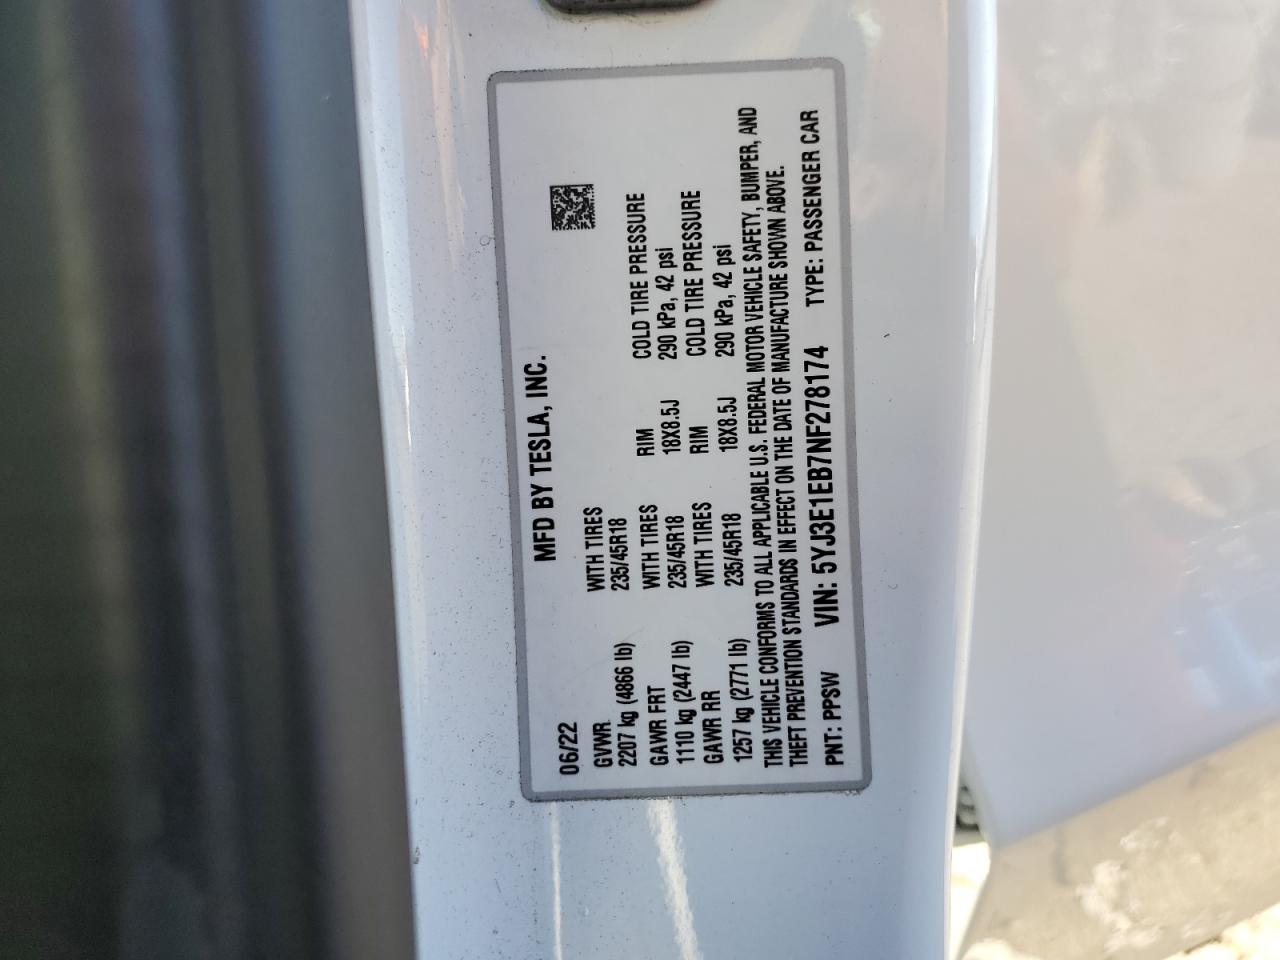 MFD BY TESLA, INC.
06/22
GVWR WITH TIRES
2207 kg (4866 lb) 235/45R18
GAWR FRT WITH TIRES RIM COLD TIRE PRESSURE
1110 kg (2447 lb) 235/45R18 18X8.5J 290 kPa, 42 psi
GAWR RR WITH TIRES RIM COLD TIRE PRESSURE
1257 kg (2771 lb) 235/45R18 18X8.5J 290 kPa, 42 psi
THIS VEHICLE CONFORMS TO ALL APPLICABLE U.S. FEDERAL MOTOR VEHICLE SAFETY, BUMPER, AND
THEFT PREVENTION STANDARDS IN EFFECT ON THE DATE OF MANUFACTURE SHOWN ABOVE.
PNT: PPSW VIN: 5YJ3E1EB7NF278174 TYPE: PASSENGER CAR